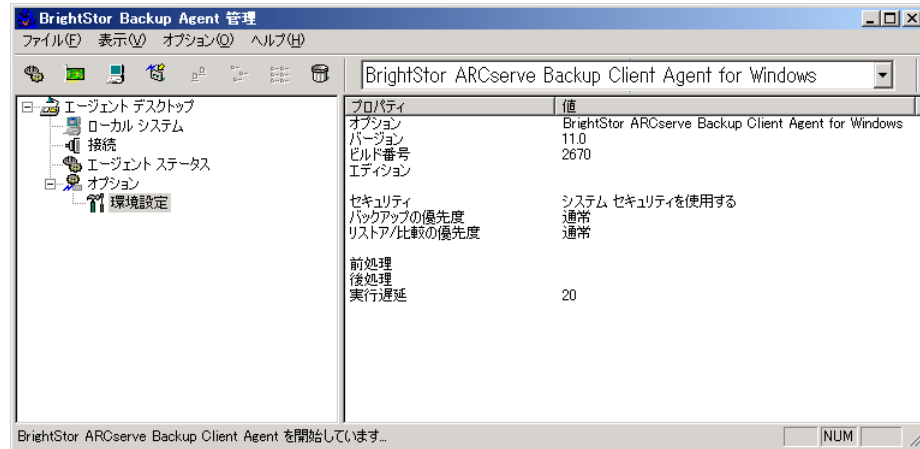 BrightStor Backup Agent 管理
ファイル(F) 表示(V) オプション(O) ヘルプ(H)
BrightStor ARCserve Backup Client Agent for Windows
エージェント デスクトップ
ローカル システム
接続
エージェント ステータス
オプション
環境設定
プロパティ 値
オプション BrightStor ARCserve Backup Client Agent for Windows
バージョン 11.0
ビルド番号 2670
エディション
セキュリティ システム セキュリティを使用する
バックアップの優先度 通常
リストア/比較の優先度 通常
前処理
後処理
実行遅延 20
BrightStor ARCserve Backup Client Agent を開始しています... NUM